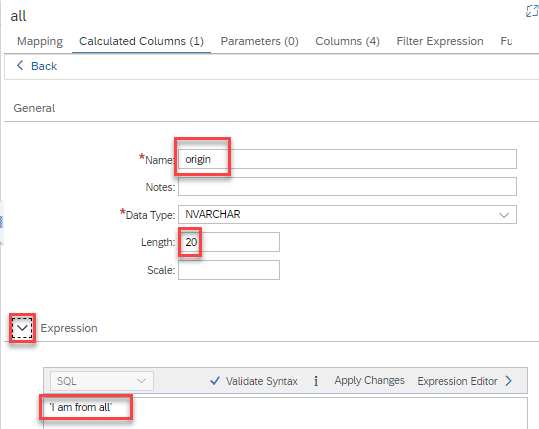 all
Mapping Calculated Columns (1) Parameters (0) Columns (4) Filter Expression Fu
Back
General
*Name: origin
Notes:
*Data Type: NVARCHAR
Length: 20
Scale:
Expression
SQL Validate Syntax i Apply Changes Expression Editor
'I am from all'